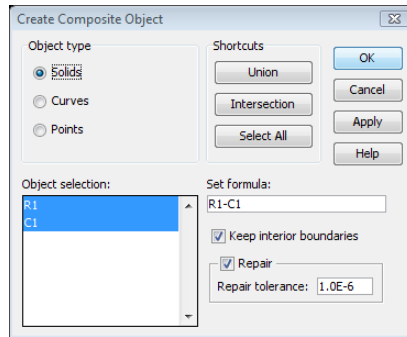 Create Composite Object
Object type
Solids
Curves
Points
Shortcuts
Union
Intersection
Select All
OK
Cancel
Apply
Help
Object selection:
R1
C1
Set formula:
R1-C1
Keep interior boundaries
Repair
Repair tolerance: 1.0E-6